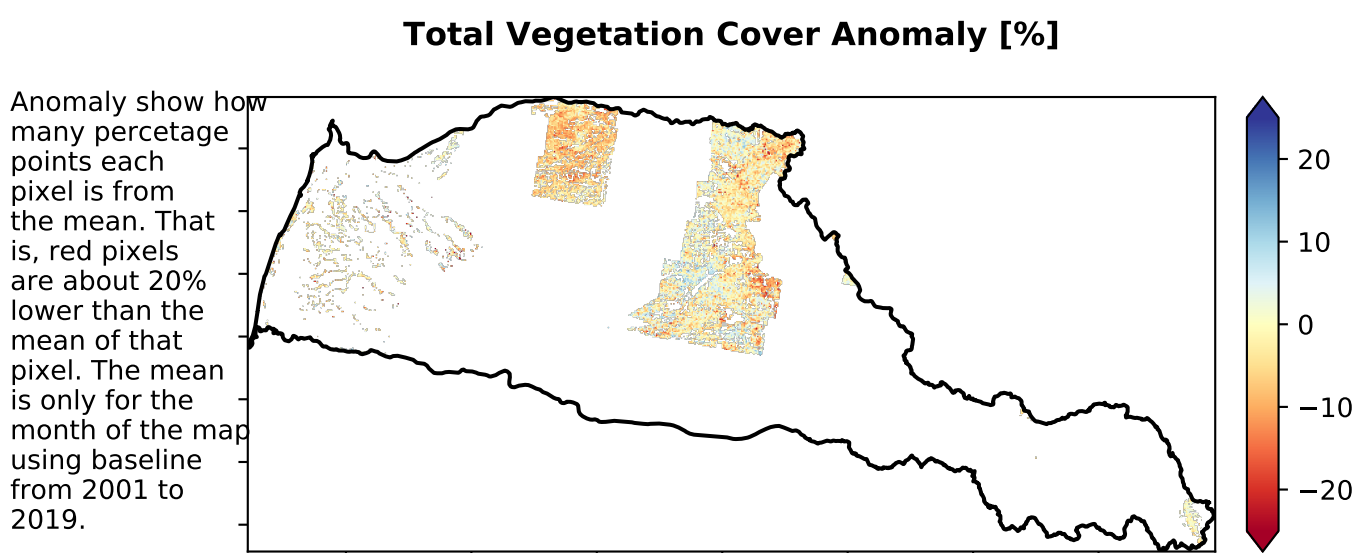 Total Vegetation Cover Anomaly [%]
Anomaly show how
many percetage
points each
pixel is from
the mean. That
is, red pixels
are about 20%
lower than the
mean of that
pixel. The mean
is only for the
month of the map
using baseline
from 2001 to
2019.
20
10
0
−10
−20